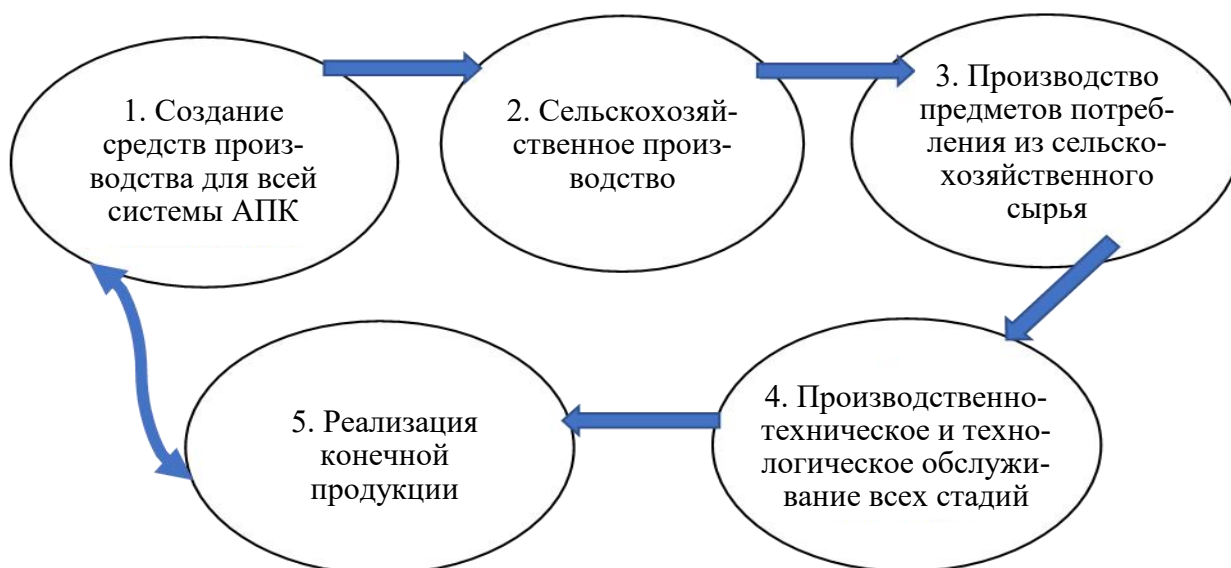 1. Создание
средств произ-
водства для всей
системы АПК
2. Сельскохозяй-
ственное произ-
водство
3. Производство
предметов потреб-
ления из сельско-
хозяйственного
сырья
4. Производственно-
техническое и техно-
логическое обслужи-
вание всех стадий
5. Реализация
конечной
продукции